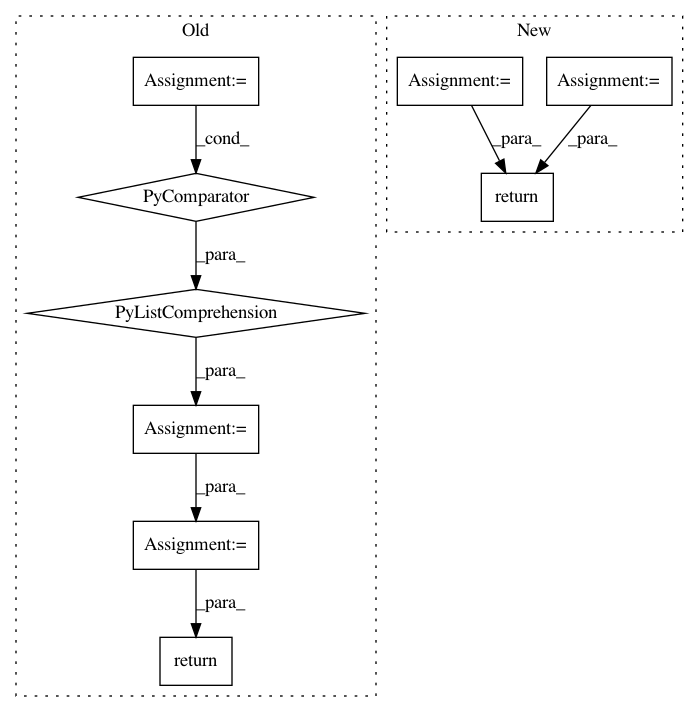 Old
New
Assignment:=
Assignment:=
Assignment:=
_cond_
_para_
_para_
PyComparator
return
_para_
PyListComprehension
_para_
Assignment:=
_para_
Assignment:=
_para_
return